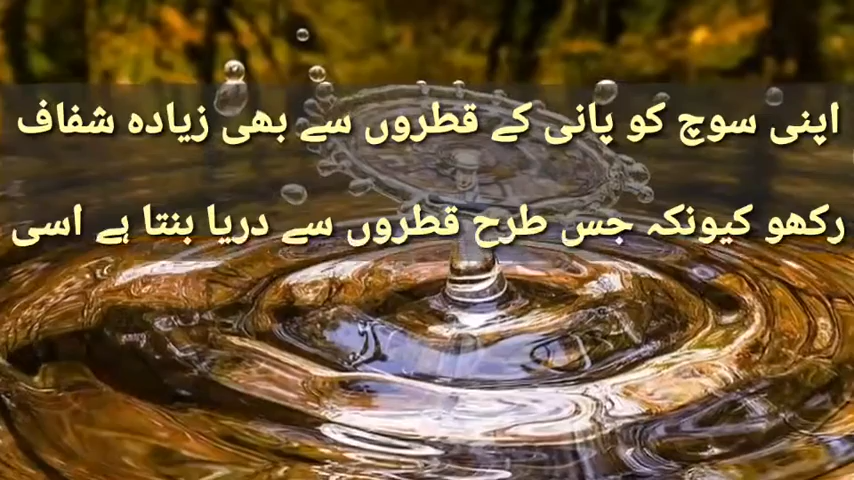 اپنی سوچ کو پانی کے قطروں سے بھی زیادہ شفاف
رکھو کیونکہ جس طرح قطروں سے دریا بنتا ہے اسی